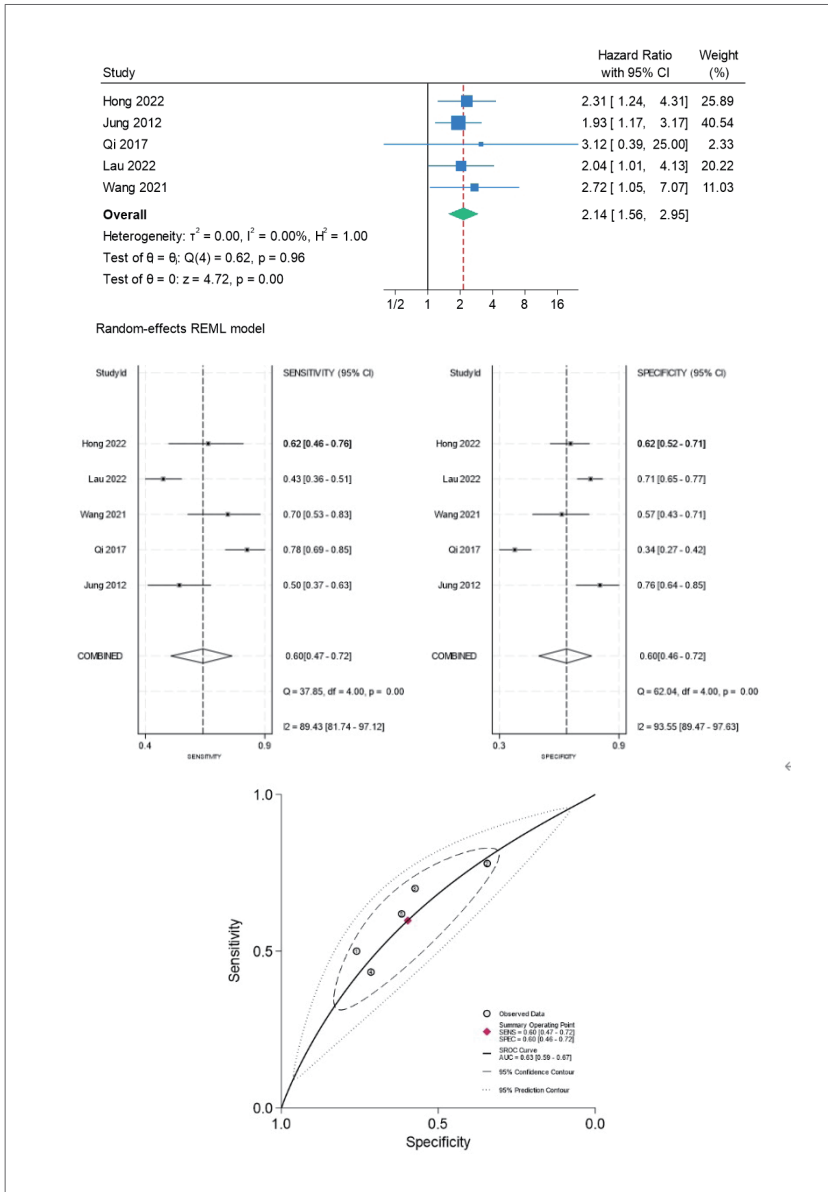 Hazard Ratio Weight
Study with 95% CI (%)
Hong 2022 2.31 [ 1.24, 4.31] 25.89
Jung 2012 1.93 [ 1.17, 3.17] 40.54
Qi 2017 3.12 [ 0.39, 25.00] 2.33
Lau 2022 2.04 [ 1.01, 4.13] 20.22
Wang 2021 2.72 [ 1.05, 7.07] 11.03
Overall 2.14 [ 1.56, 2.95]
Heterogeneity: τ² = 0.00, I² = 0.00%, H² = 1.00
Test of θᵢ = θⱼ: Q(4) = 0.62, p = 0.96
Test of θ = 0: z = 4.72, p = 0.00
1/2 1 2 4 8 16
Random-effects REML model
StudyId SENSITIVITY (95% CI)
Hong 2022 0.62 [0.46 - 0.76]
Lau 2022 0.43 [0.36 - 0.51]
Wang 2021 0.70 [0.53 - 0.83]
Qi 2017 0.78 [0.69 - 0.85]
Jung 2012 0.50 [0.37 - 0.63]
COMBINED 0.60[0.47 - 0.72]
Q = 37.85, df = 4.00, p = 0.00
I2 = 89.43 [81.74 - 97.12]
0.4 0.9
SENSITIVITY
StudyId SPECIFICITY (95% CI)
Hong 2022 0.62 [0.52 - 0.71]
Lau 2022 0.71 [0.65 - 0.77]
Wang 2021 0.57 [0.43 - 0.71]
Qi 2017 0.34 [0.27 - 0.42]
Jung 2012 0.76 [0.64 - 0.85]
COMBINED 0.60[0.46 - 0.72]
Q = 62.04, df = 4.00, p = 0.00
I2 = 93.55 [89.47 - 97.63]
0.3 0.9
SPECIFICITY
1.0
0.5
0.0
Sensitivity
Observed Data
Summary Operating Point
SENS = 0.60 [0.47 - 0.72]
SPEC = 0.60 [0.46 - 0.72]
SROC Curve
AUC = 0.63 [0.59 - 0.67]
95% Confidence Contour
95% Prediction Contour
1.0 0.5 0.0
Specificity